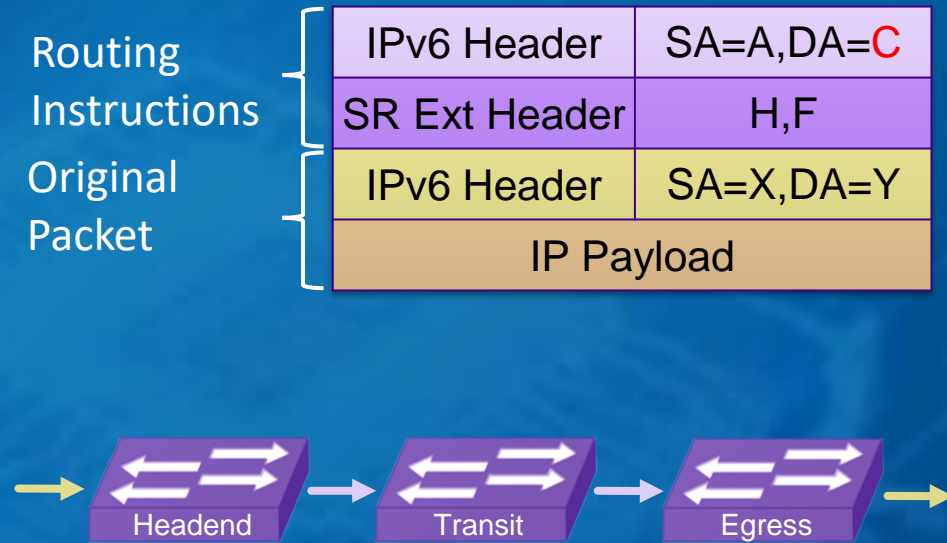 Routing
Instructions
IPv6 Header SA=A,DA=C
SR Ext Header H,F
Original
Packet
IPv6 Header SA=X,DA=Y
IP Payload
Headend Transit Egress